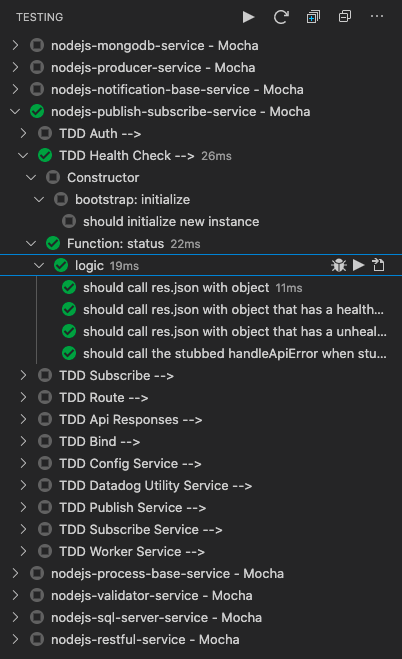 TESTING
nodejs-mongodb-service - Mocha
nodejs-producer-service - Mocha
nodejs-notification-base-service - Mocha
nodejs-publish-subscribe-service - Mocha
TDD Auth -->
TDD Health Check --> 26ms
Constructor
bootstrap: initialize
should initialize new instance
Function: status 22ms
logic 19ms
should call res.json with object 11ms
should call res.json with object that has a health...
should call res.json with object that has a unheal...
should call the stubbed handleApiError when stu...
TDD Subscribe -->
TDD Route -->
TDD Api Responses -->
TDD Bind -->
TDD Config Service -->
TDD Datadog Utility Service -->
TDD Publish Service -->
TDD Subscribe Service -->
TDD Worker Service -->
nodejs-process-base-service - Mocha
nodejs-validator-service - Mocha
nodejs-sql-server-service - Mocha
nodejs-restful-service - Mocha